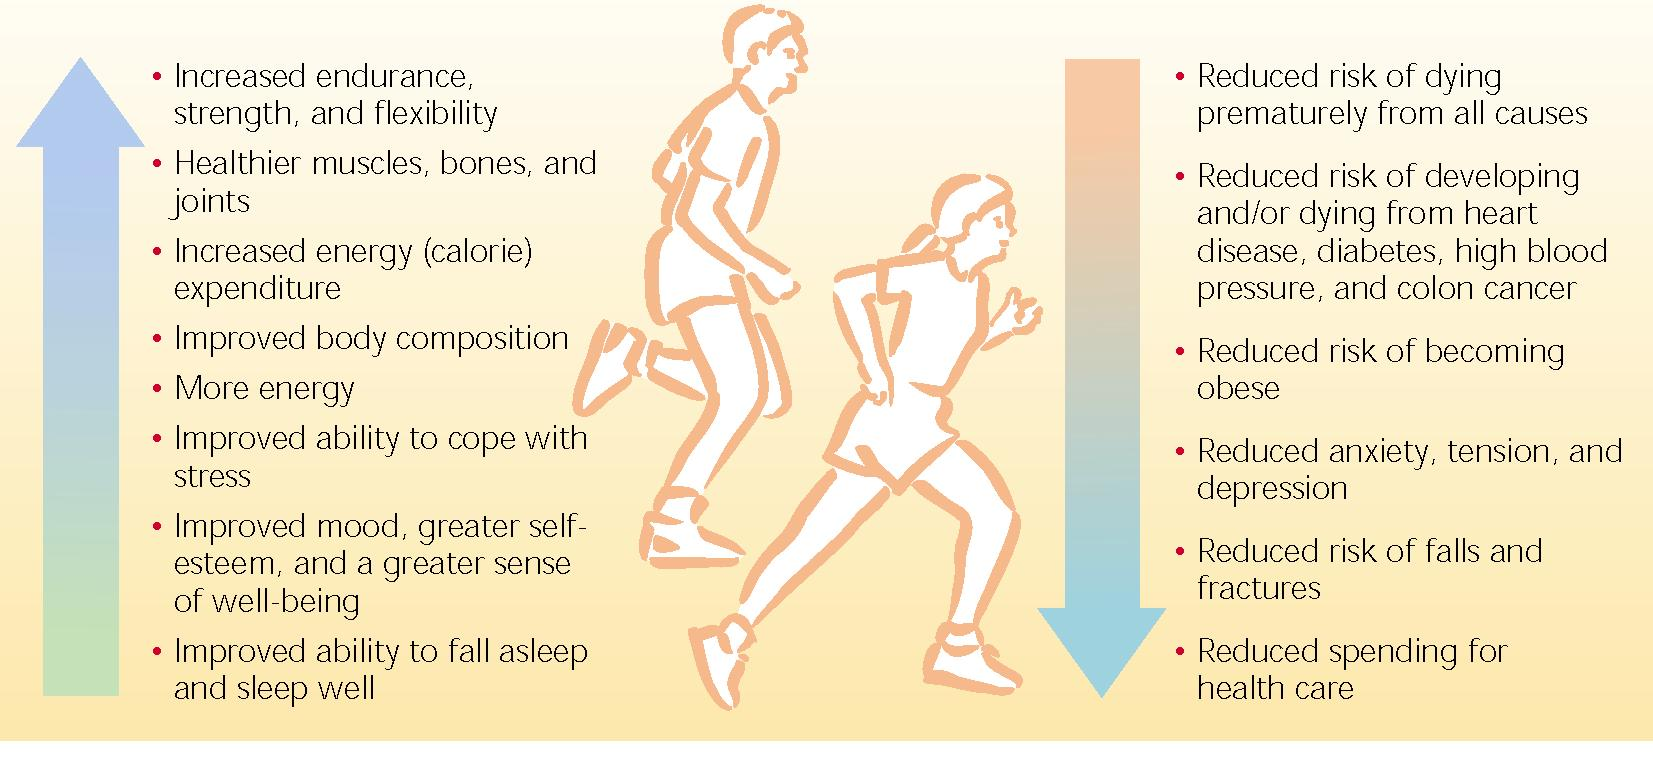 • Increased endurance,
strength, and flexibility
• Healthier muscles, bones, and
joints
• Increased energy (calorie)
expenditure
• Improved body composition
• More energy
• Improved ability to cope with
stress
• Improved mood, greater self-
esteem, and a greater sense
of well-being
• Improved ability to fall asleep
and sleep well
• Reduced risk of dying
prematurely from all causes
• Reduced risk of developing
and/or dying from heart
disease, diabetes, high blood
pressure, and colon cancer
• Reduced risk of becoming
obese
• Reduced anxiety, tension, and
depression
• Reduced risk of falls and
fractures
• Reduced spending for
health care